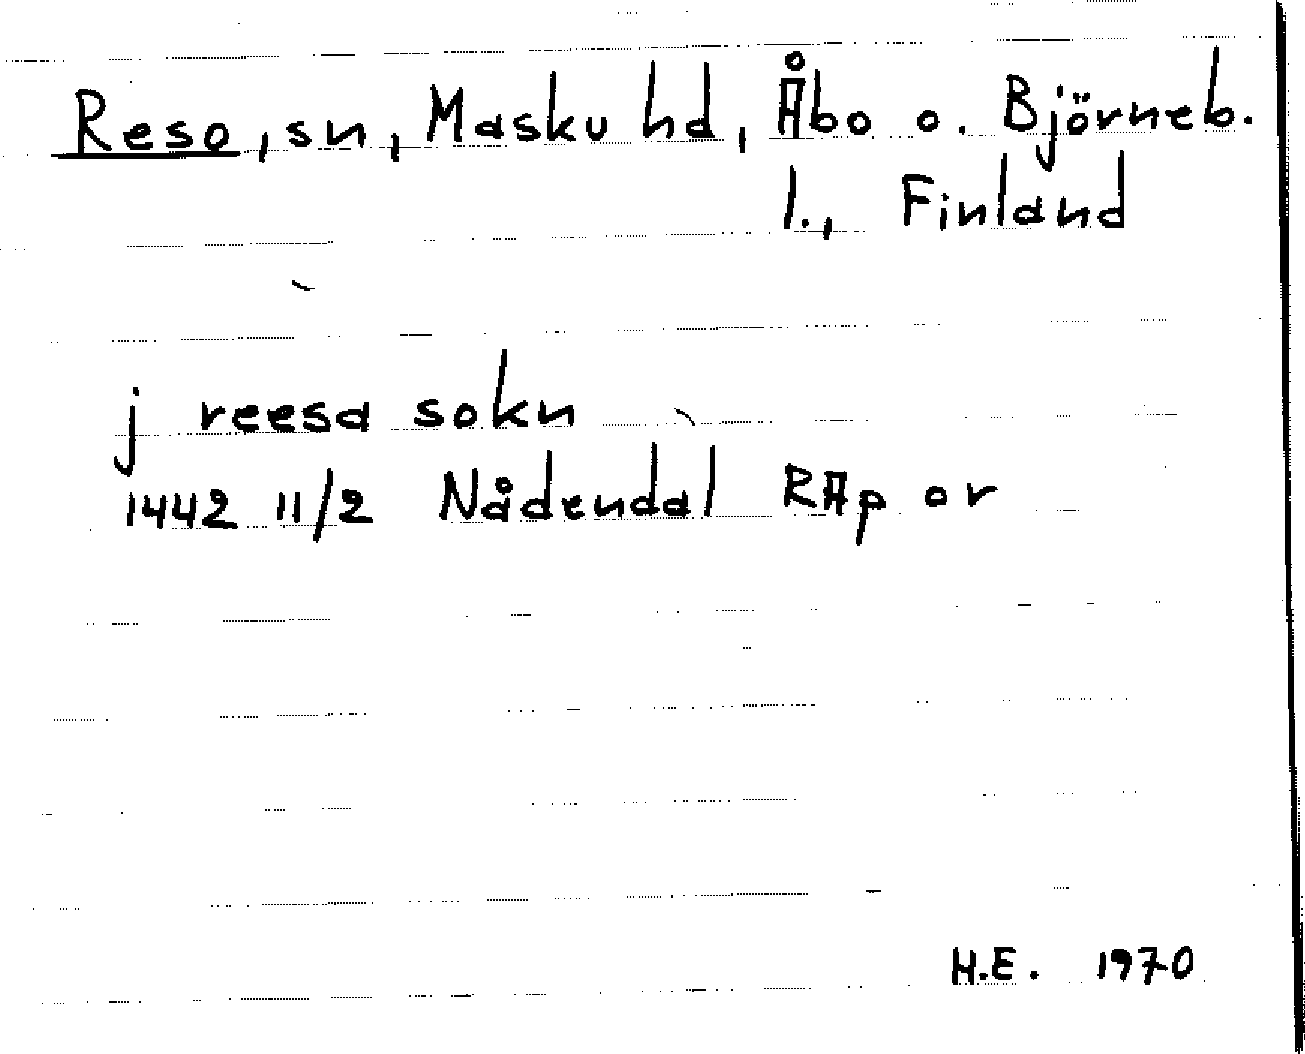 Reso, sn, Masku hd, Åbo o. Björneb.
l., Finland
j reesa sokn
1442 11/2 Nådendal RAp or
H.E. 1970